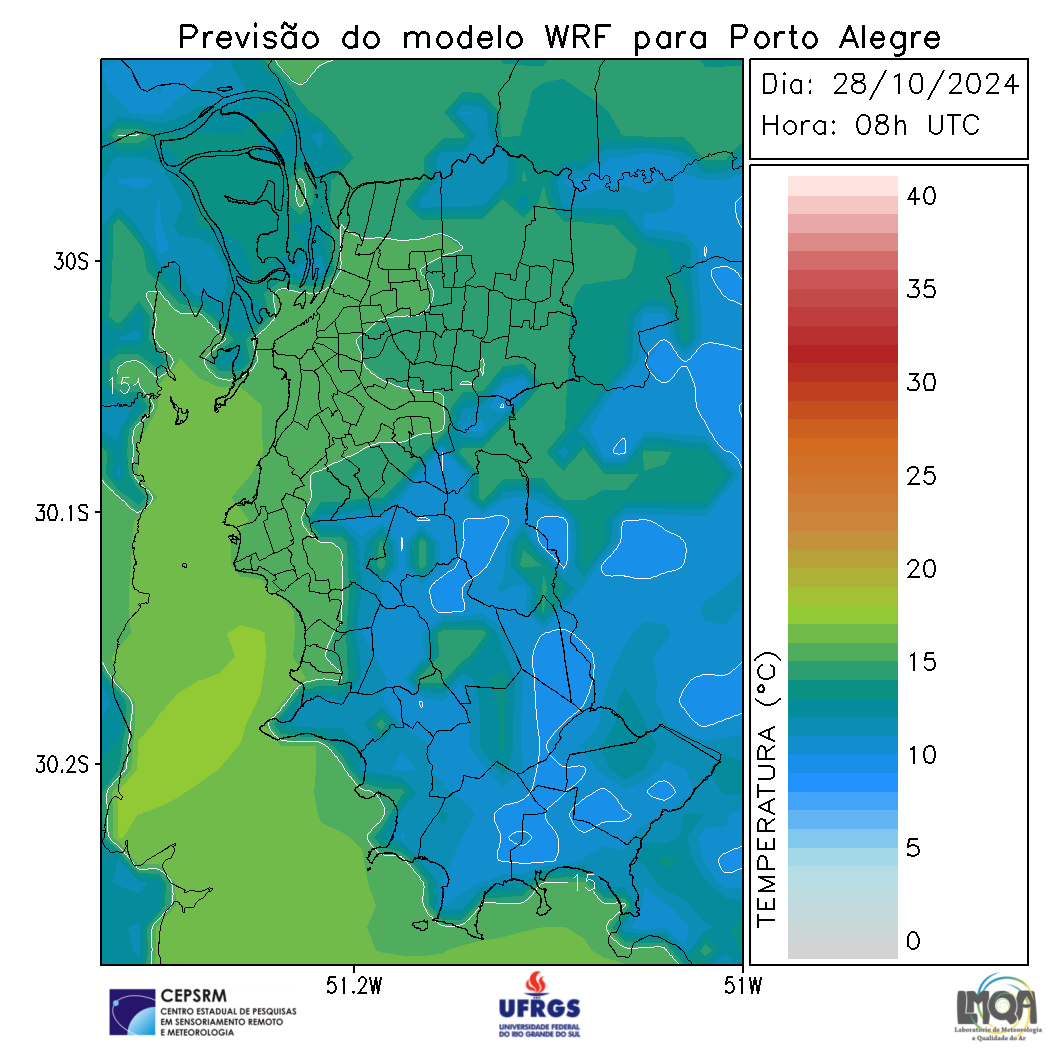 Previsão do modelo WRF para Porto Alegre
Dia: 28/10/2024
Hora: 08h UTC
40
35
30
25
20
15
10
5
0
TEMPERATURA (°C)
30S
30.1S
30.2S
15
15
51.2W
51W
CEPSRM
CENTRO ESTADUAL DE PESQUISAS
EM SENSORIAMENTO REMOTO
E METEOROLOGIA
UFRGS
UNIVERSIDADE FEDERAL
DO RIO GRANDE DO SUL
LMQA
Laboratório de Meteorologia
e Qualidade do Ar